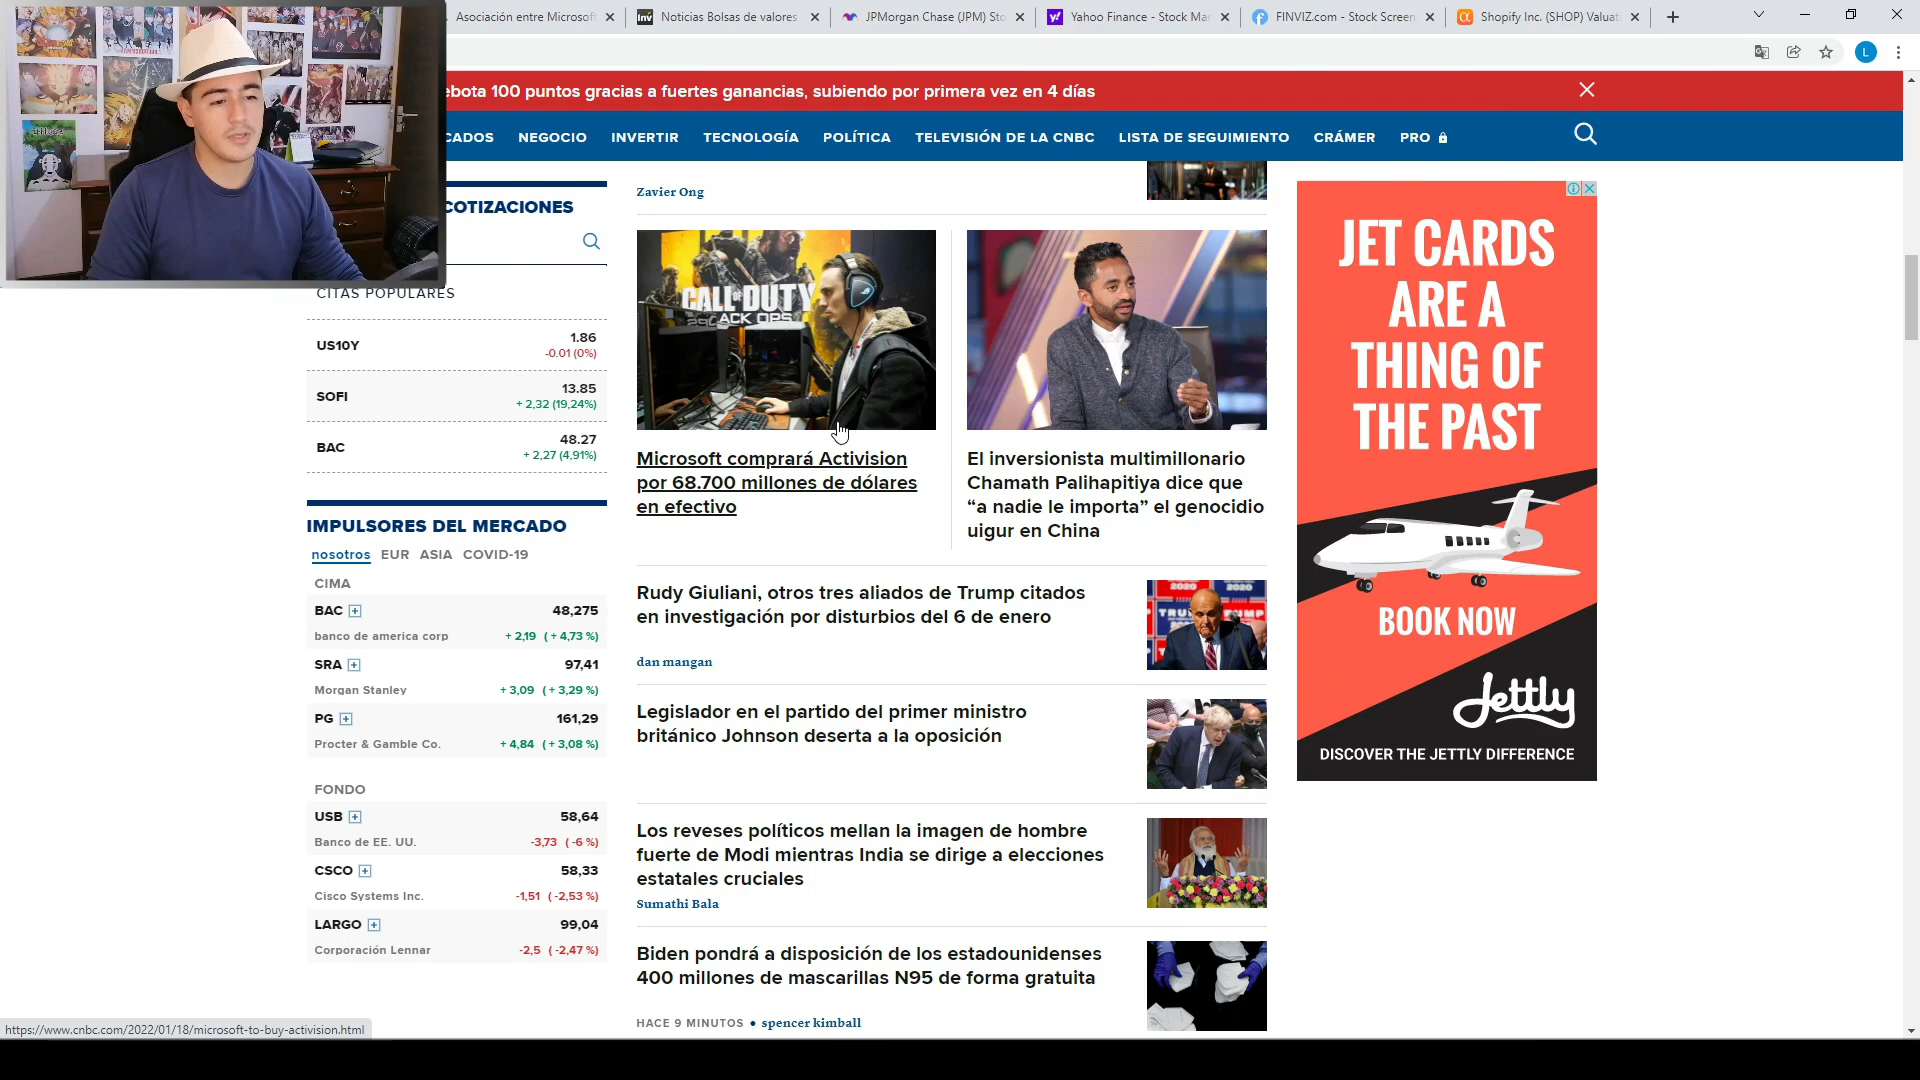 Asociación entre Microsoft
Noticias Bolsas de valores
JPMorgan Chase (JPM) Sto
Yahoo Finance - Stock Mar
FINVIZ.com - Stock Screen
Shopify Inc. (SHOP) Valuat
L
ebota 100 puntos gracias a fuertes ganancias, subiendo por primera vez en 4 días
CADOS NEGOCIO INVERTIR TECNOLOGÍA POLÍTICA TELEVISIÓN DE LA CNBC LISTA DE SEGUIMIENTO CRÁMER PRO
COTIZACIONES
CITAS POPULARES
US10Y 1.86
-0.01 (0%)
SOFI 13.85
+ 2,32 (19,24%)
BAC 48.27
+ 2,27 (4,91%)
IMPULSORES DEL MERCADO
nosotros EUR ASIA COVID-19
CIMA
BAC 48,275
banco de america corp + 2,19 ( + 4,73 %)
SRA 97,41
Morgan Stanley + 3,09 ( + 3,29 %)
PG 161,29
Procter & Gamble Co. + 4,84 ( + 3,08 %)
FONDO
USB 58,64
Banco de EE. UU. -3,73 ( -6 %)
CSCO 58,33
Cisco Systems Inc. -1,51 ( -2,53 %)
LARGO 99,04
Corporación Lennar -2,5 ( -2,47 %)
Zavier Ong
CALL OF DUTY
ACK OPS
Microsoft comprará Activision
por 68.700 millones de dólares
en efectivo
El inversionista multimillonario
Chamath Palihapitiya dice que
“a nadie le importa” el genocidio
uigur en China
Rudy Giuliani, otros tres aliados de Trump citados
en investigación por disturbios del 6 de enero
dan mangan
Legislador en el partido del primer ministro
británico Johnson deserta a la oposición
Los reveses políticos mellan la imagen de hombre
fuerte de Modi mientras India se dirige a elecciones
estatales cruciales
Sumathi Bala
Biden pondrá a disposición de los estadounidenses
400 millones de mascarillas N95 de forma gratuita
HACE 9 MINUTOS • spencer kimball
JET CARDS
ARE A
THING OF
THE PAST
BOOK NOW
Jettly
DISCOVER THE JETTLY DIFFERENCE
https://www.cnbc.com/2022/01/18/microsoft-to-buy-activision.html